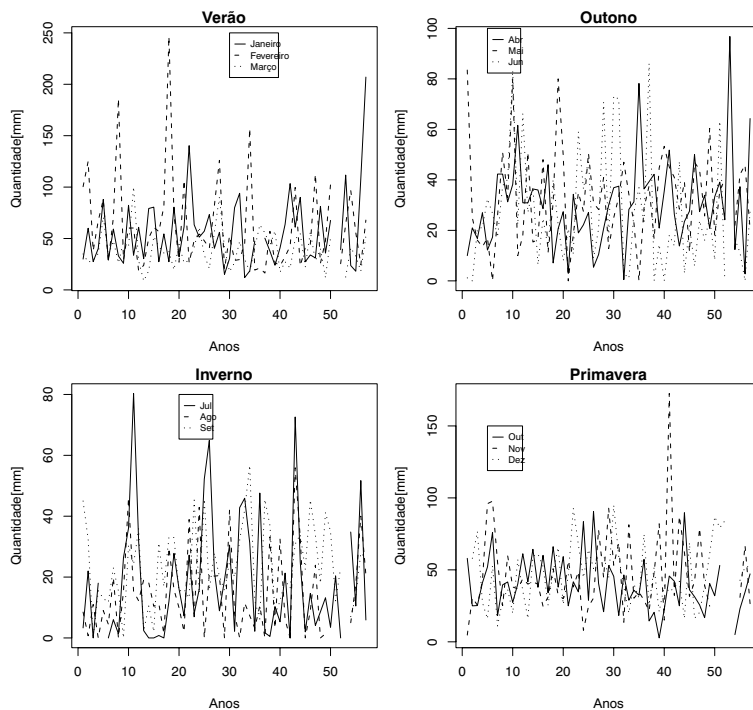 Verão
Quantidade[mm]
250
200
150
100
50
0
Janeiro
Fevereiro
Março
0 10 20 30 40 50
Anos
Outono
Quantidade[mm]
100
80
60
40
20
0
Abr
Mai
Jun
0 10 20 30 40 50
Anos
Inverno
Quantidade[mm]
80
60
40
20
0
Jul
Ago
Set
0 10 20 30 40 50
Anos
Primavera
Quantidade[mm]
150
100
50
0
Out
Nov
Dez
0 10 20 30 40 50
Anos